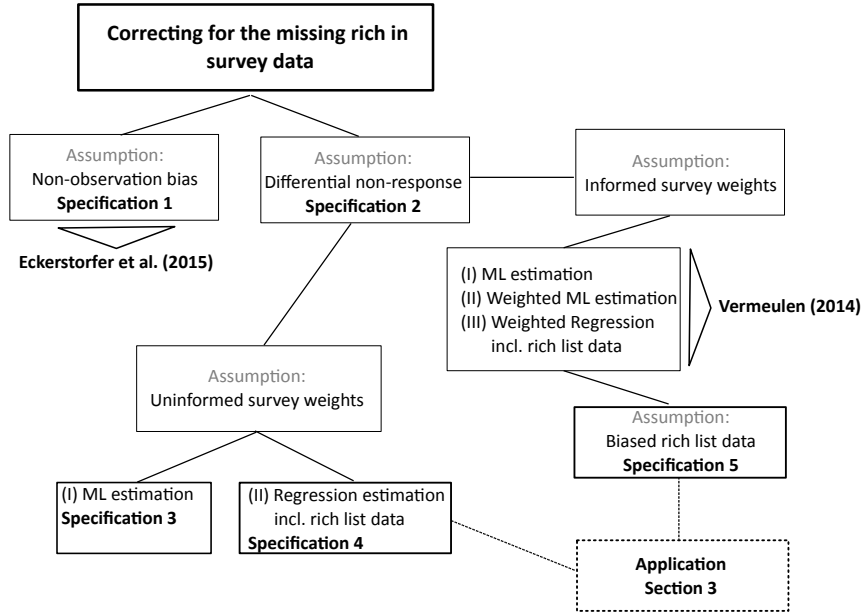 Correcting for the missing rich in
survey data
Assumption:
Non-observation bias
Specification 1
Assumption:
Differential non-response
Specification 2
Assumption:
Informed survey weights
Eckerstorfer et al. (2015)
(I) ML estimation
(II) Weighted ML estimation
(III) Weighted Regression
incl. rich list data
Vermeulen (2014)
Assumption:
Uninformed survey weights
Assumption:
Biased rich list data
Specification 5
(I) ML estimation
Specification 3
(II) Regression estimation
incl. rich list data
Specification 4
Application
Section 3